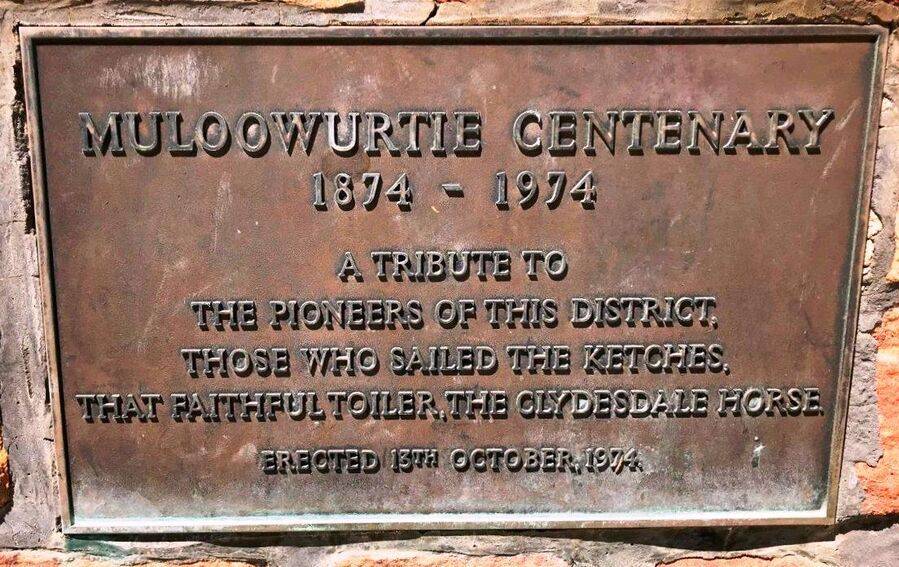 MULOOWURTIE CENTENARY
1874 - 1974
A TRIBUTE TO
THE PIONEERS OF THIS DISTRICT,
THOSE WHO SAILED THE KETCHES,
THAT FAITHFUL TOILER, THE CLYDESDALE HORSE.
ERECTED 13TH OCTOBER, 1974.